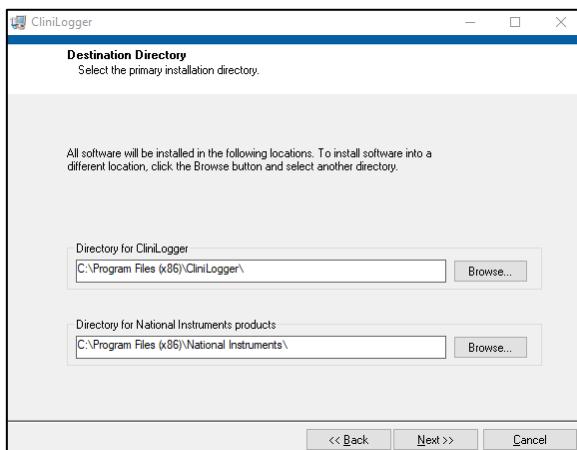 CliniLogger
Destination Directory
Select the primary installation directory.
All software will be installed in the following locations. To install software into a
different location, click the Browse button and select another directory.
Directory for CliniLogger
C:\Program Files (x86)\CliniLogger\
Browse...
Directory for National Instruments products
C:\Program Files (x86)\National Instruments\
Browse...
<< Back
Next >>
Cancel